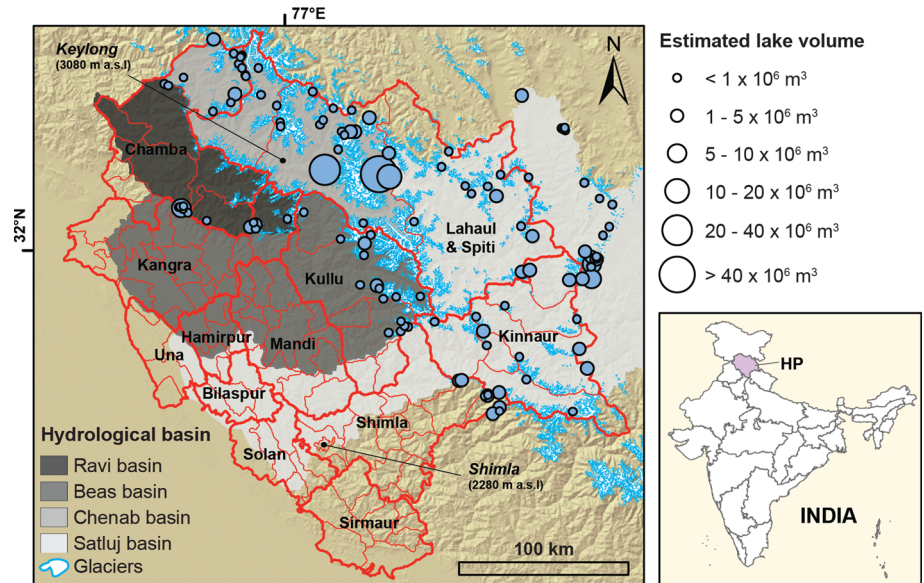 77°E
Keylong
(3080 m a.s.l)
N
Chamba
32°N
Lahaul
& Spiti
Kangra
Kullu
Hamirpur
Mandi
Kinnaur
Una
Bilaspur
Shimla
Solan
Shimla
(2280 m a.s.l)
Sirmaur
Hydrological basin
Ravi basin
Beas basin
Chenab basin
Satluj basin
Glaciers
100 km
Estimated lake volume
< 1 x 10⁶ m³
1 - 5 x 10⁶ m³
5 - 10 x 10⁶ m³
10 - 20 x 10⁶ m³
20 - 40 x 10⁶ m³
> 40 x 10⁶ m³
HP
INDIA